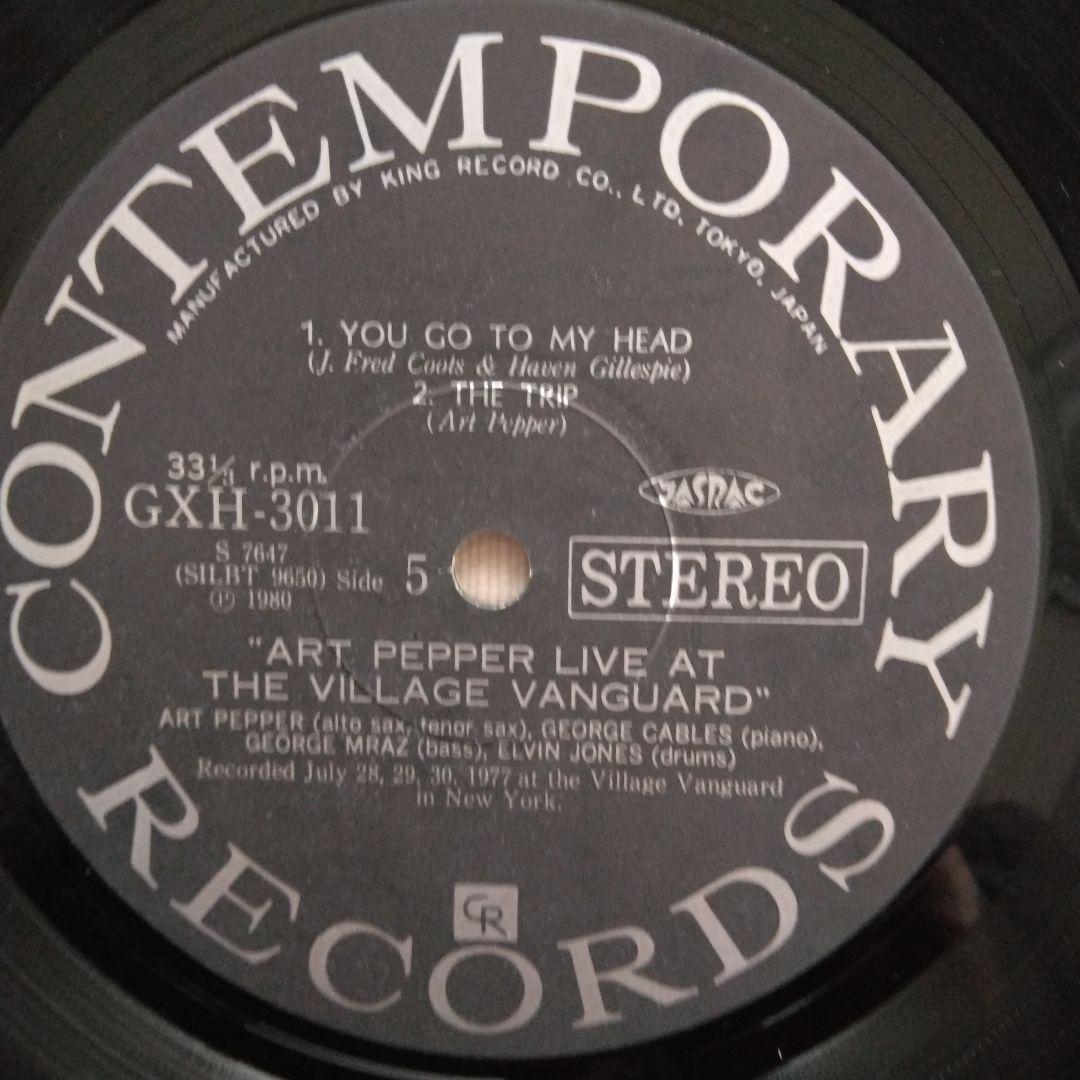 CONTEMPORARY
MANUFACTURED BY KING RECORD CO., LTD. TOKYO, JAPAN
1. YOU GO TO MY HEAD
(J. Fred Coots & Haven Gillespie)
2. THE TRIP
(Art Pepper)
33⅓ r.p.m.
GXH-3011
JASRAC
S 7647
(SILBT 9650) Side 5
STEREO
Ⓟ 1980
"ART PEPPER LIVE AT
THE VILLAGE VANGUARD"
ART PEPPER (alto sax, tenor sax), GEORGE CABLES (piano),
GEORGE MRAZ (bass), ELVIN JONES (drums)
Recorded July 28, 29, 30, 1977 at the Village Vanguard
in New York.
CR
RECORDS